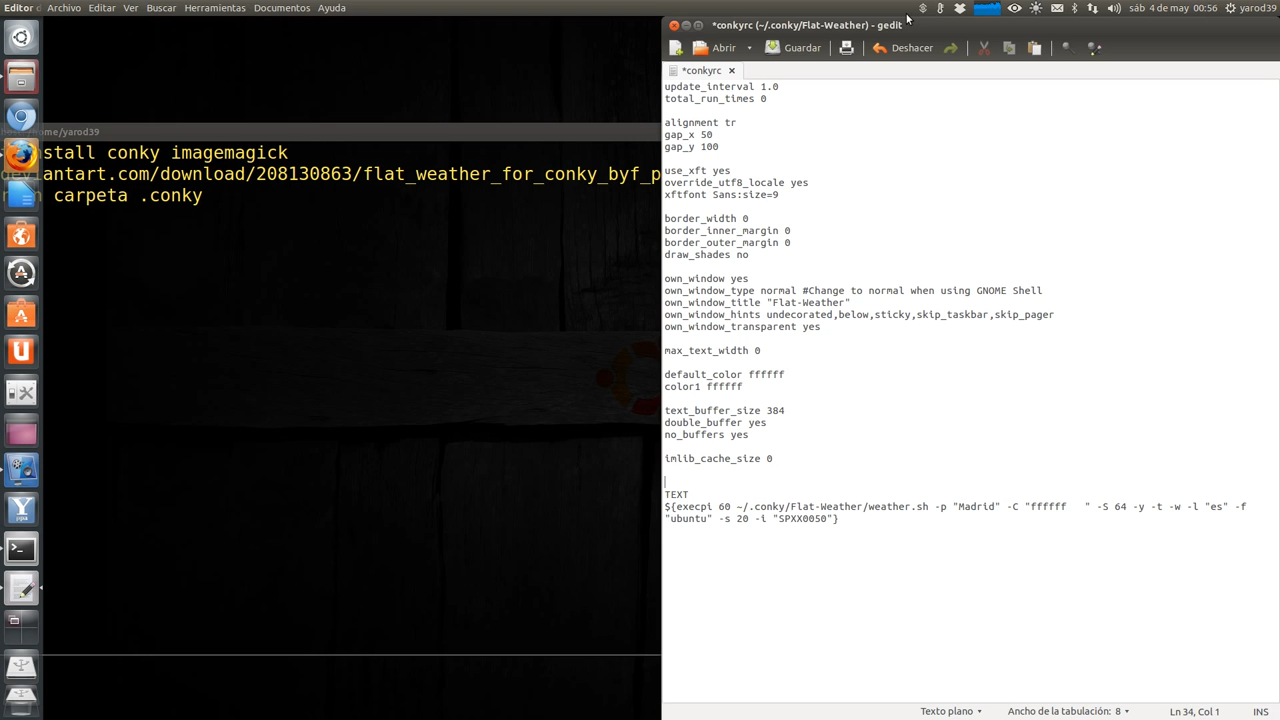 Editor d Archivo Editar Ver Buscar Herramientas Documentos Ayuda
sáb 4 de may 00:56 yarod39
*conkyrc (~/.conky/Flat-Weather) - gedit
Abrir Guardar Deshacer
*conkyrc
home/yarod39
stall conky imagemagick
antart.com/download/208130863/flat_weather_for_conky_byf_p
carpeta .conky
update_interval 1.0
total_run_times 0
alignment tr
gap_x 50
gap_y 100
use_xft yes
override_utf8_locale yes
xftfont Sans:size=9
border_width 0
border_inner_margin 0
border_outer_margin 0
draw_shades no
own_window yes
own_window_type normal #Change to normal when using GNOME Shell
own_window_title "Flat-Weather"
own_window_hints undecorated,below,sticky,skip_taskbar,skip_pager
own_window_transparent yes
max_text_width 0
default_color ffffff
color1 ffffff
text_buffer_size 384
double_buffer yes
no_buffers yes
imlib_cache_size 0
TEXT
${execpi 60 ~/.conky/Flat-Weather/weather.sh -p "Madrid" -C "ffffff   " -S 64 -y -t -w -l "es" -f
"ubuntu" -s 20 -i "SPXX0050"}
Texto plano Ancho de la tabulación: 8 Ln 34, Col 1 INS